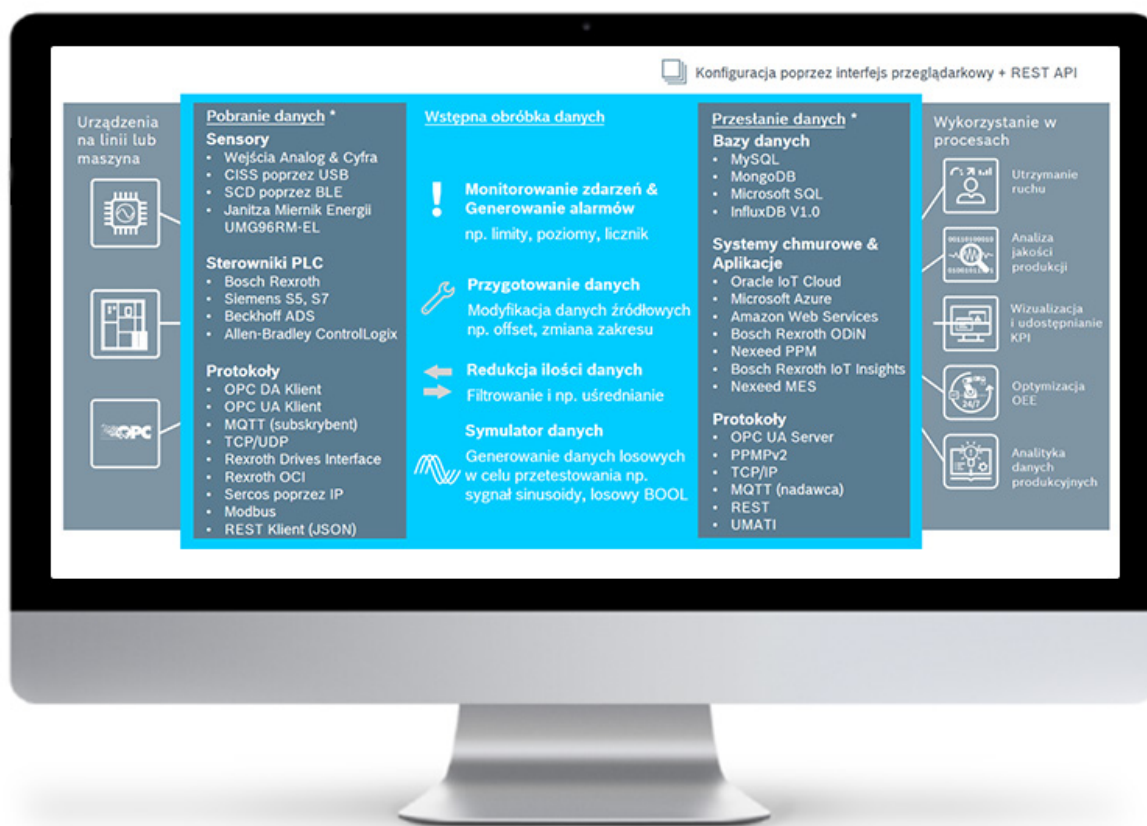 Konfiguracja poprzez interfejs przeglądarkowy + REST API
Urządzenia
na linii lub
maszyna
OPC
Pobranie danych *
Sensory
• Wejścia Analog & Cyfra
• CISS poprzez USB
• SCD poprzez BLE
• Janitza Miernik Energii
UMG96RM-EL
Sterowniki PLC
• Bosch Rexroth
• Siemens S5, S7
• Beckhoff ADS
• Allen-Bradley ControlLogix
Protokoły
• OPC DA Klient
• OPC UA Klient
• MQTT (subskrybent)
• TCP/UDP
• Rexroth Drives Interface
• Rexroth OCI
• Sercos poprzez IP
• Modbus
• REST Klient (JSON)
Wstępna obróbka danych
Monitorowanie zdarzeń &
Generowanie alarmów
np. limity, poziomy, licznik
Przygotowanie danych
Modyfikacja danych źródłowych
np. offset, zmiana zakresu
Redukcja ilości danych
Filtrowanie i np. uśrednianie
Symulator danych
Generowanie danych losowych
w celu przetestowania np.
sygnał sinusoidy, losowy BOOL
Przesłanie danych *
Bazy danych
• MySQL
• MongoDB
• Microsoft SQL
• InfluxDB V1.0
Systemy chmurowe &
Aplikacje
• Oracle IoT Cloud
• Microsoft Azure
• Amazon Web Services
• Bosch Rexroth ODiN
• Nexeed PPM
• Bosch Rexroth IoT Insights
• Nexeed MES
Protokoły
• OPC UA Server
• PPMPv2
• TCP/IP
• MQTT (nadawca)
• REST
• UMATI
Wykorzystanie w
procesach
Utrzymanie
ruchu
Analiza
jakości
produkcji
Wizualizacja
i udostępnianie
KPI
24/7
Optymizacja
OEE
Analityka
danych
produkcyjnych